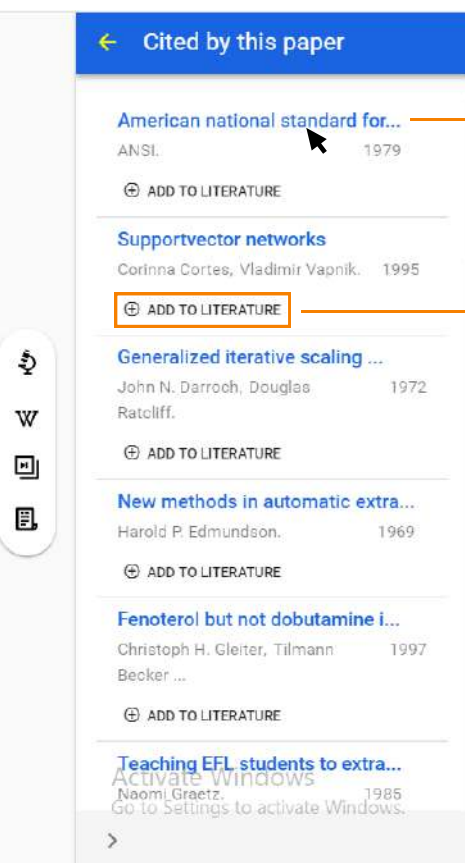 ← Cited by this paper
American national standard for...
ANSI. 1979
⊕ ADD TO LITERATURE
Supportvector networks
Corinna Cortes, Vladimir Vapnik. 1995
⊕ ADD TO LITERATURE
Generalized iterative scaling ...
John N. Darroch, Douglas 1972
Ratcliff.
⊕ ADD TO LITERATURE
W
New methods in automatic extra...
Harold P. Edmundson. 1969
⊕ ADD TO LITERATURE
Fenoterol but not dobutamine i...
Christoph H. Gleiter, Tilmann 1997
Becker ...
⊕ ADD TO LITERATURE
Teaching EFL students to extra...
Activate Windows
Naomi Graetz. 1985
Go to Settings to activate Windows.